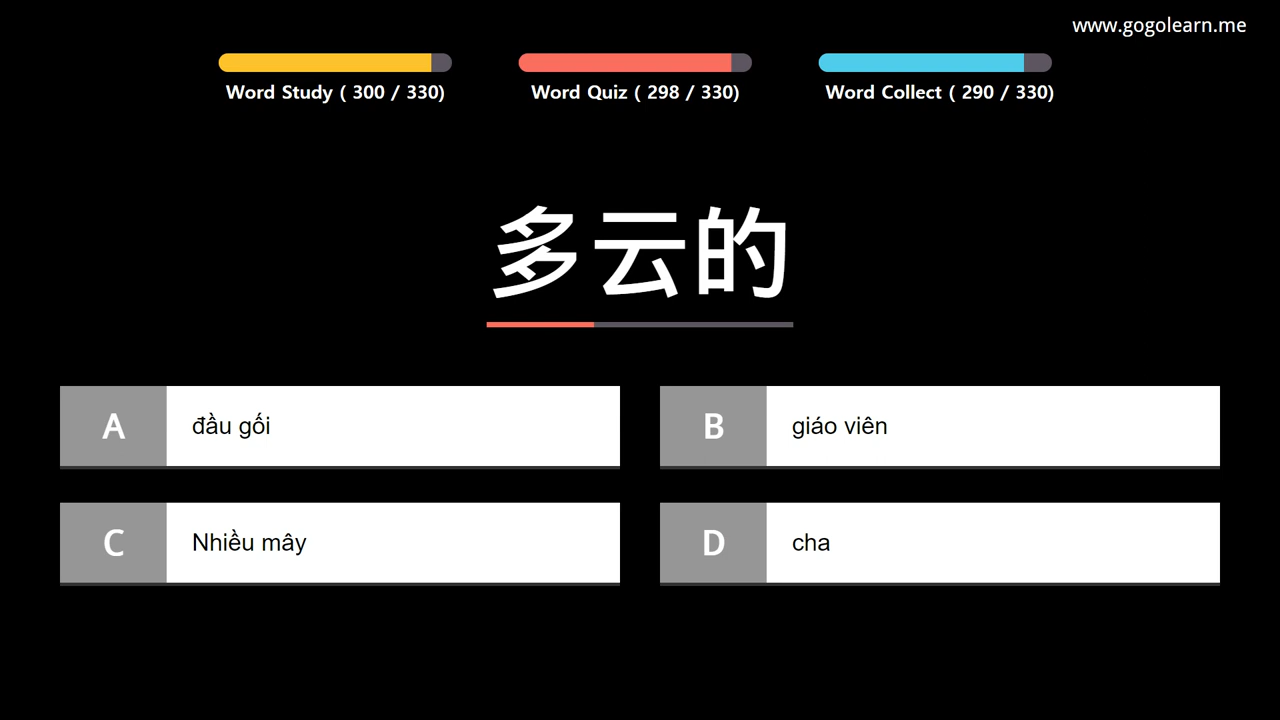 www.gogolearn.me
Word Study ( 300 / 330)
Word Quiz ( 298 / 330)
Word Collect ( 290 / 330)
多云的
A đầu gối
B giáo viên
C Nhiều mây
D cha